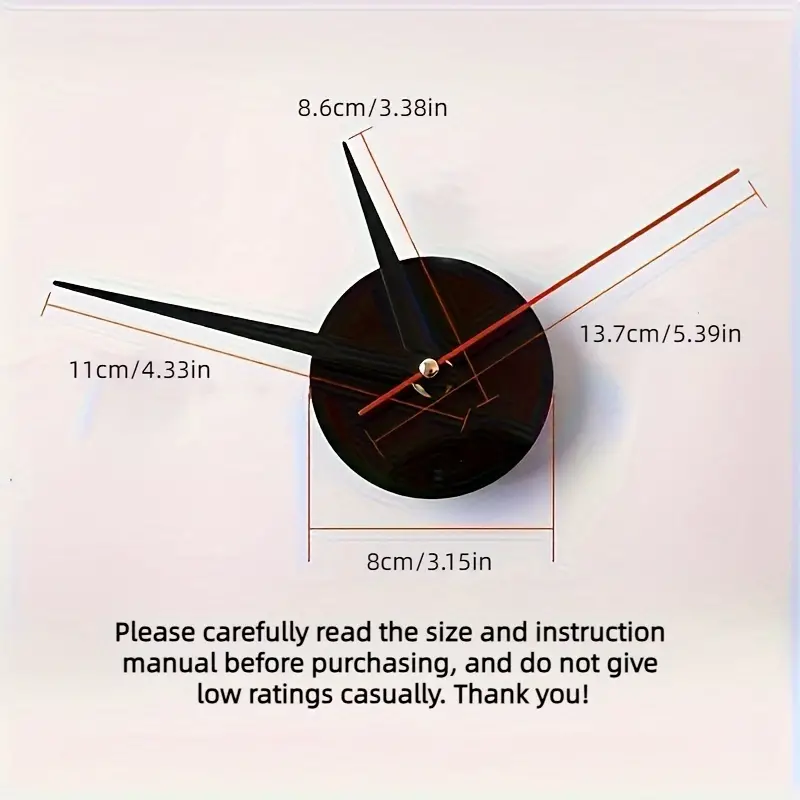 8.6cm/3.38in
13.7cm/5.39in
11cm/4.33in
8cm/3.15in
Please carefully read the size and instruction
manual before purchasing, and do not give
low ratings casually. Thank you!